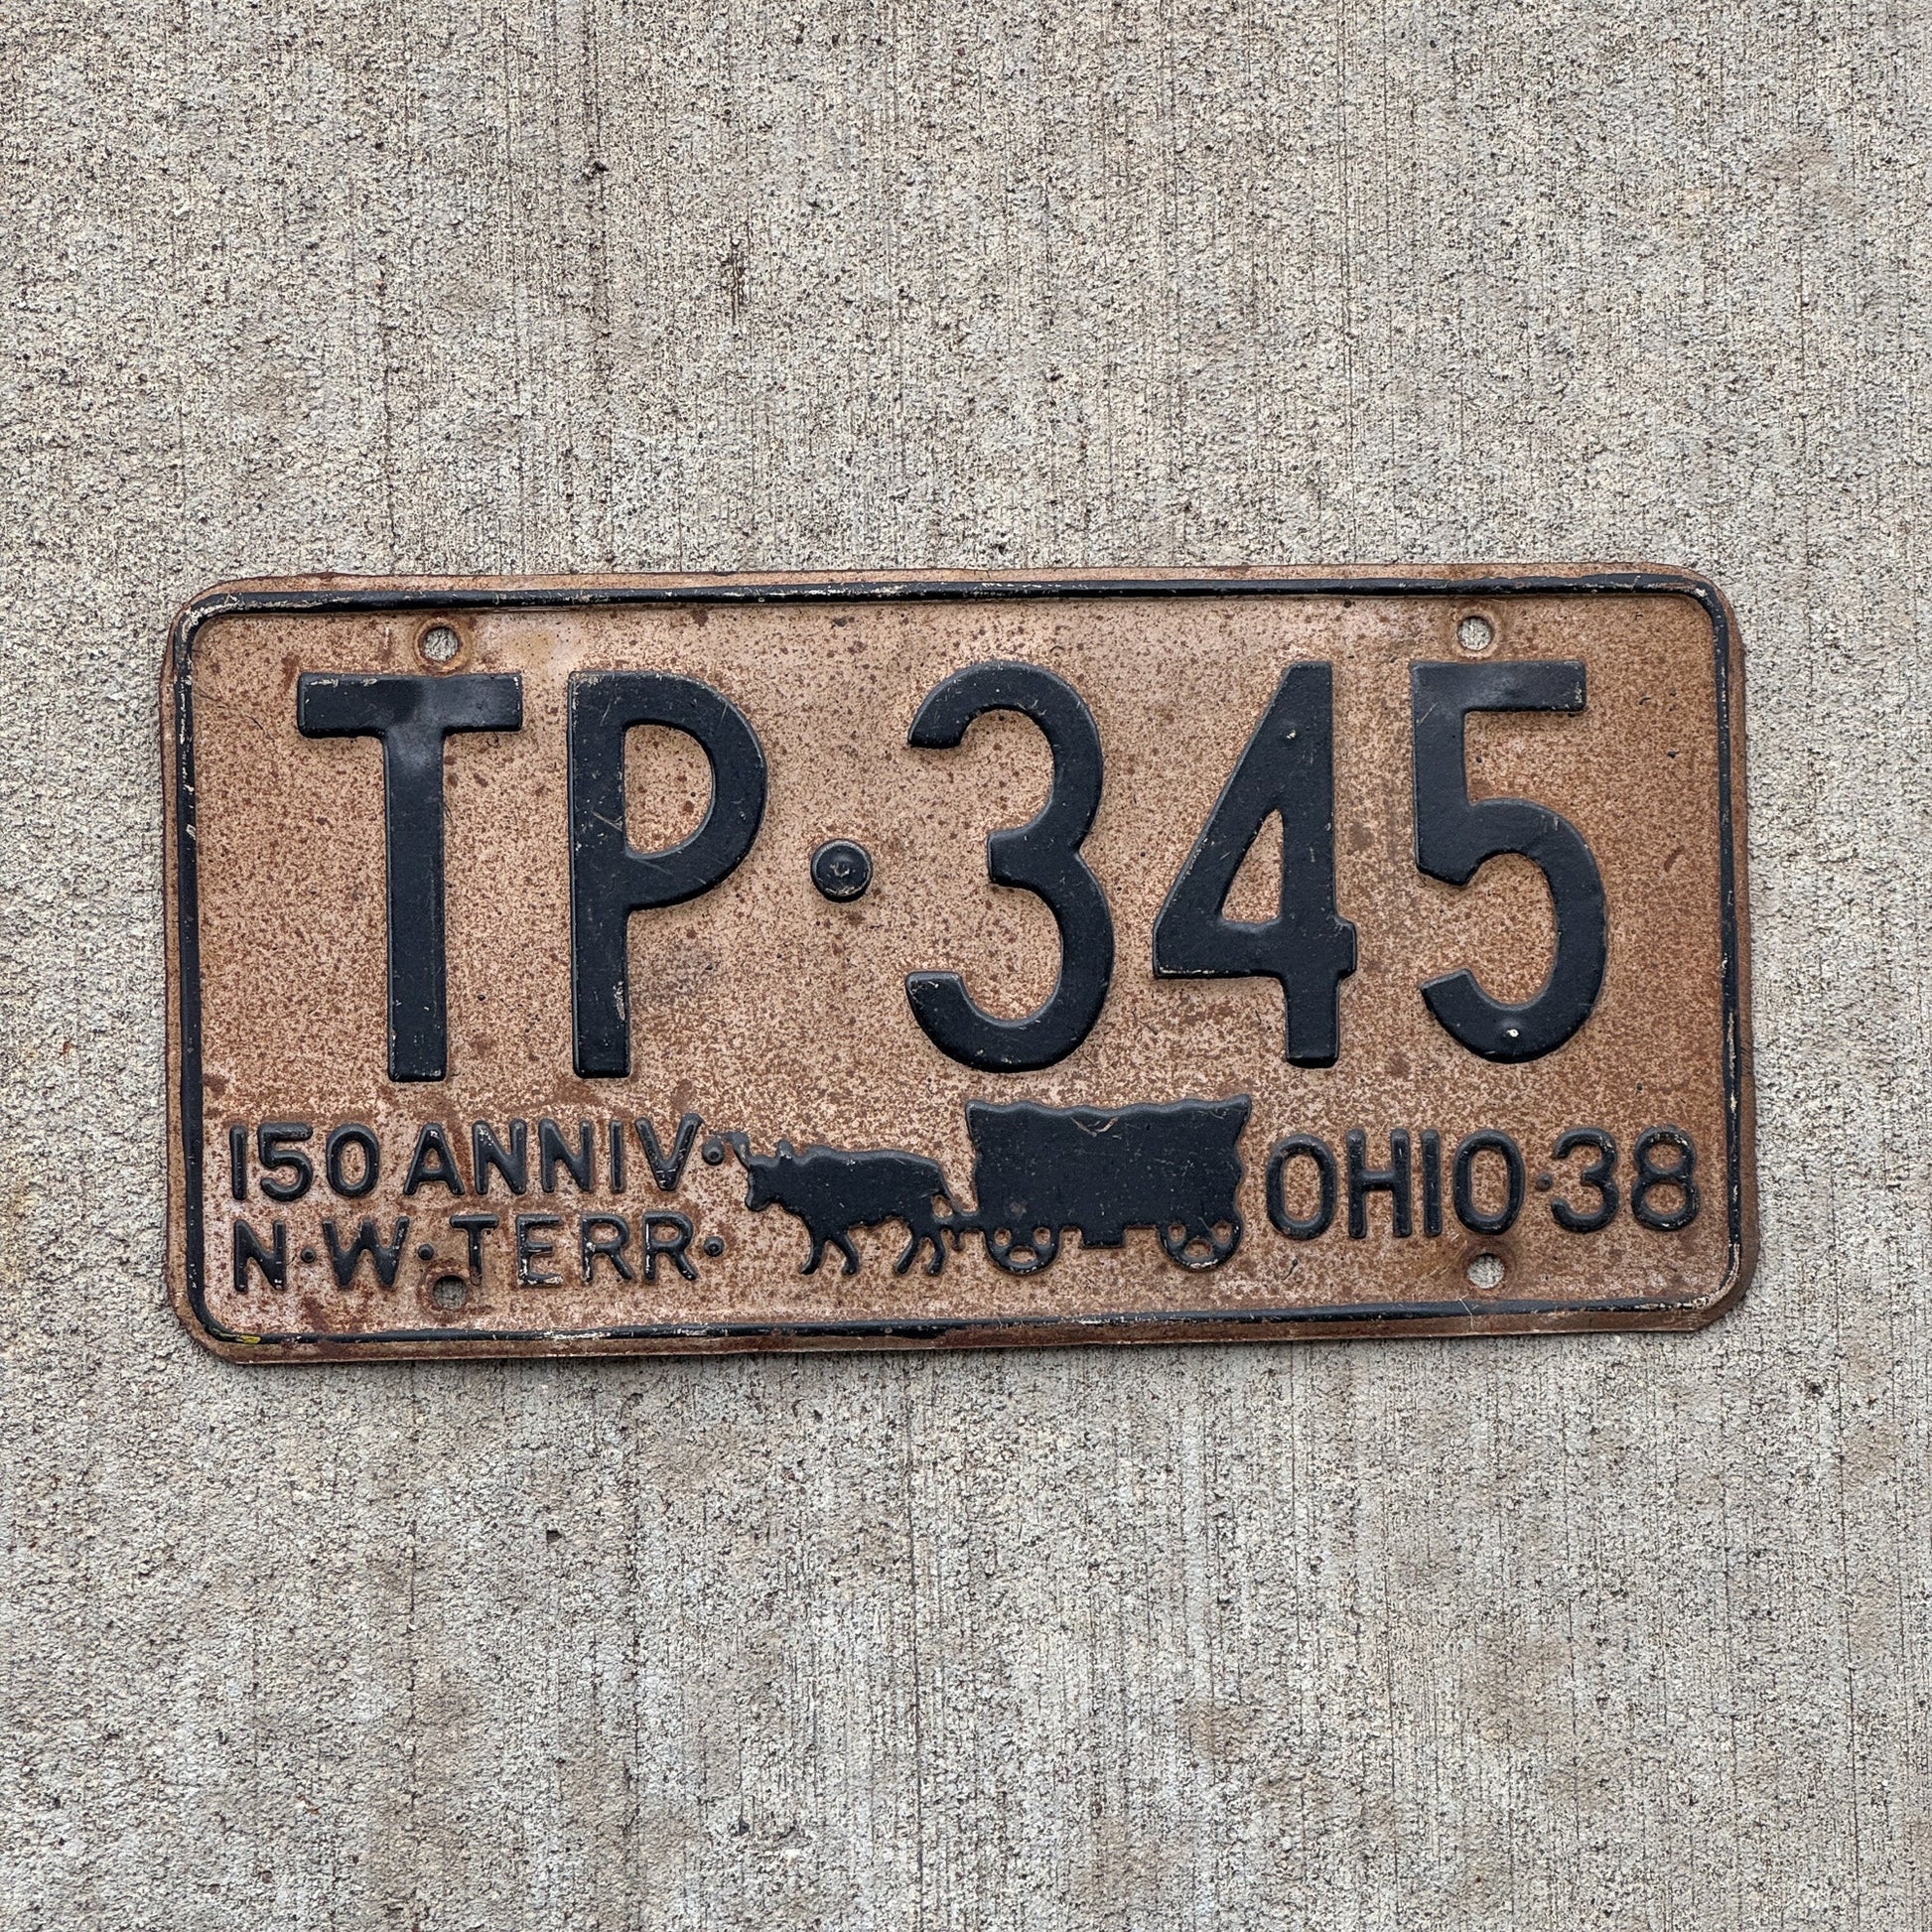 TP·345
150 ANNIV.
N·W·TERR.
OHIO·38